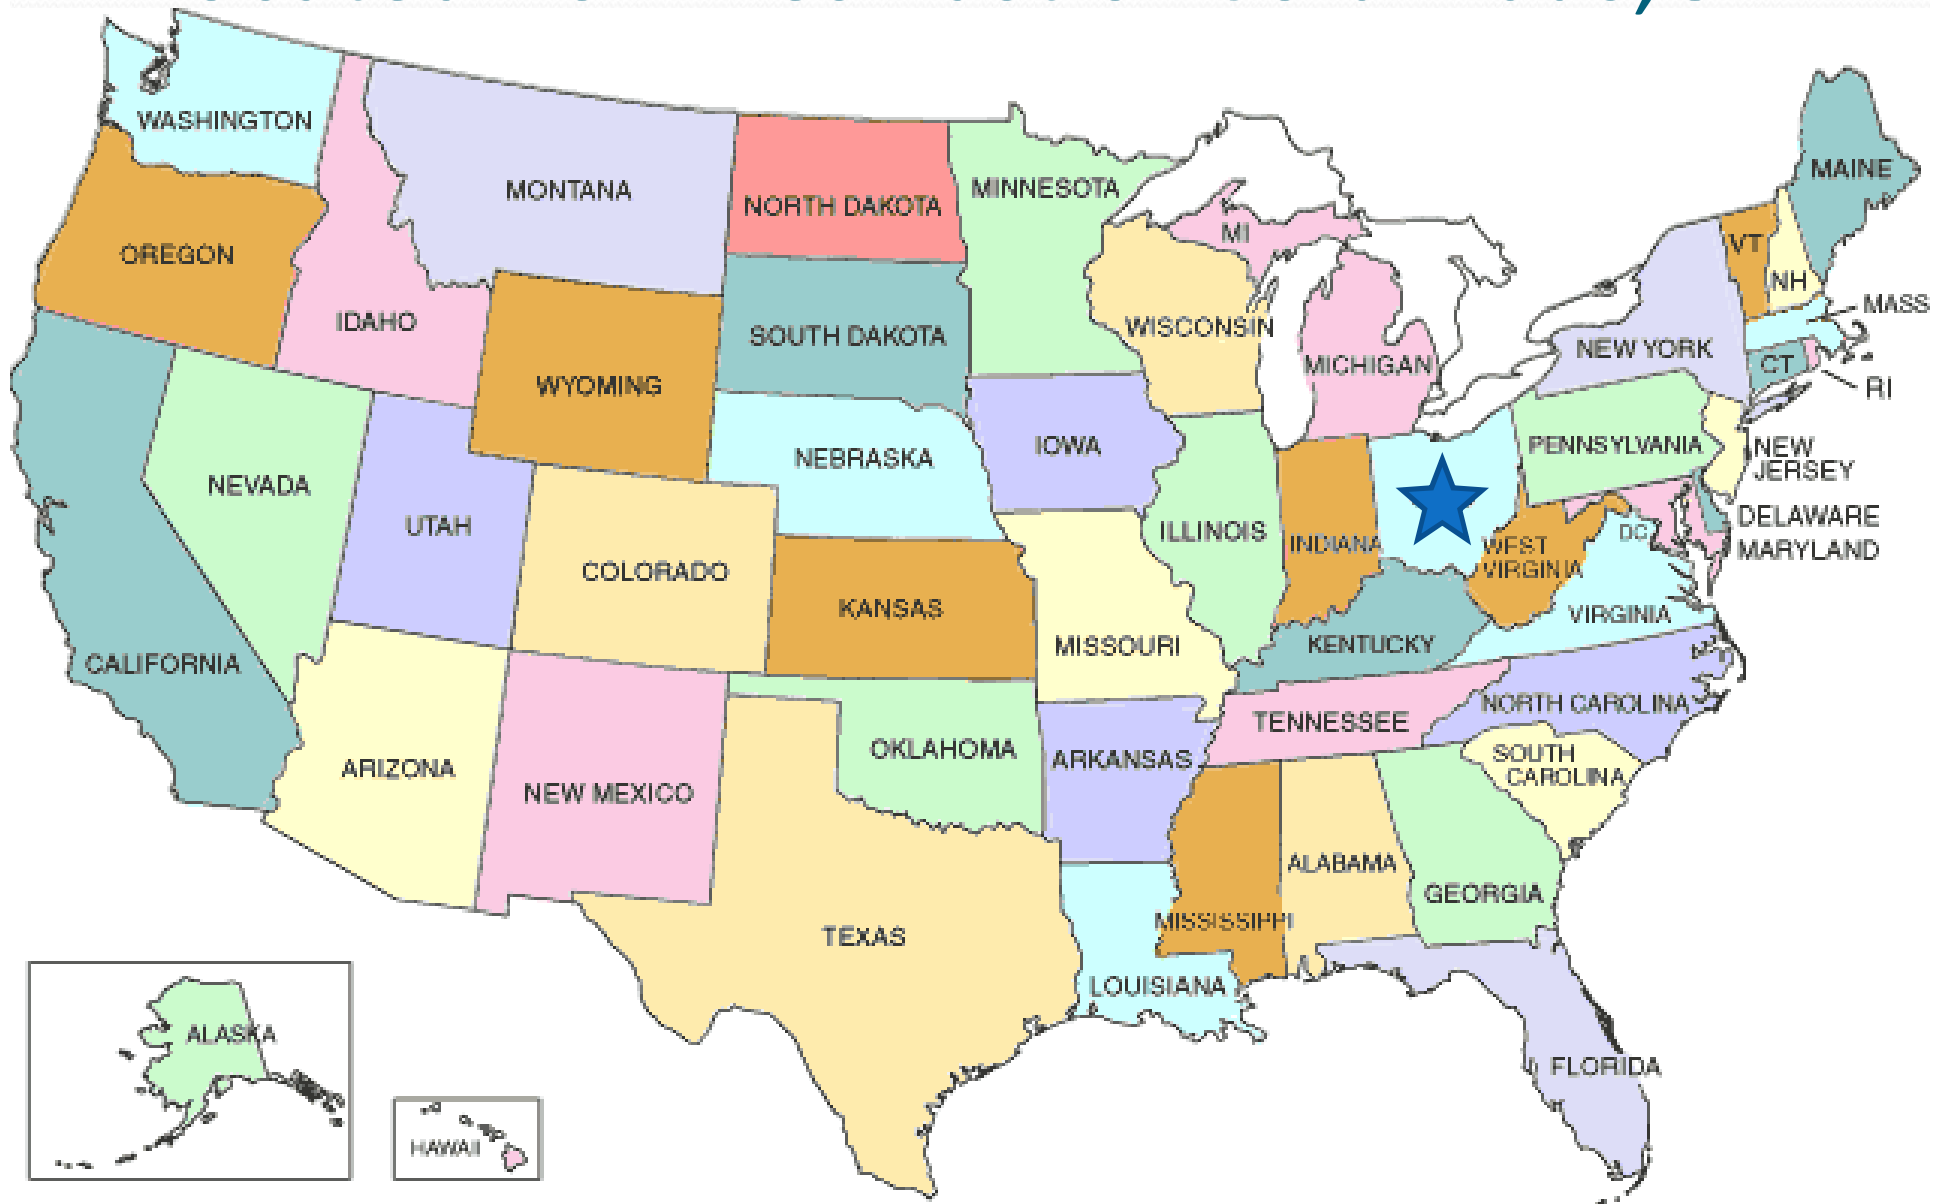 WASHINGTON
MAINE
MONTANA
NORTH DAKOTA
MINNESOTA
OREGON
MI
VT
NH
IDAHO
MASS
SOUTH DAKOTA
WISCONSIN
NEW YORK
MICHIGAN
CT
RI
WYOMING
NEBRASKA
IOWA
PENNSYLVANIA
NEW
JERSEY
NEVADA
UTAH
ILLINOIS
INDIANA
WEST
VIRGINIA
DC
DELAWARE
MARYLAND
COLORADO
KANSAS
VIRGINIA
MISSOURI
KENTUCKY
CALIFORNIA
NORTH CAROLINA
TENNESSEE
OKLAHOMA
ARKANSAS
SOUTH
CAROLINA
ARIZONA
NEW MEXICO
ALABAMA
GEORGIA
MISSISSIPPI
TEXAS
LOUISIANA
ALASKA
FLORIDA
HAWAII